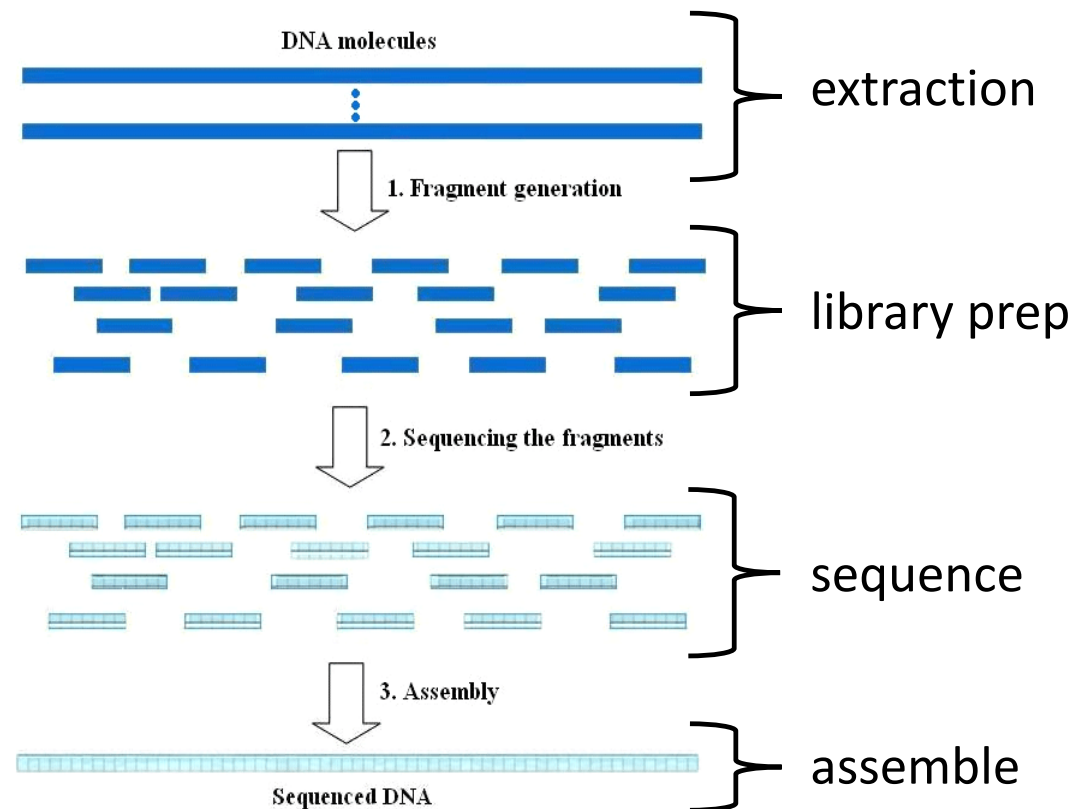 DNA molecules
extraction
1. Fragment generation
library prep
2. Sequencing the fragments
sequence
3. Assembly
assemble
Sequenced DNA